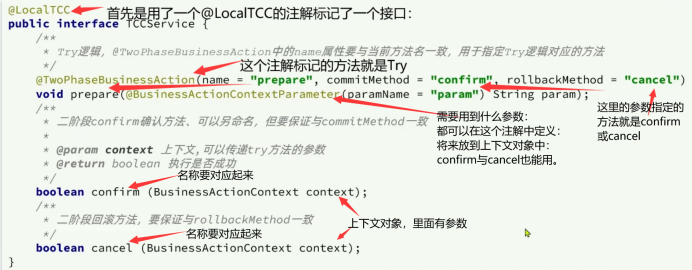 @LocalTCC 首先是用了一个@LocalTCC的注解标记了一个接口：
public interface TCCService {
/**
* Try逻辑，@TwoPhaseBusinessAction中的name属性要与当前方法名一致，用于指定Try逻辑对应的方法
*/ 这个注解标记的方法就是Try
@TwoPhaseBusinessAction(name = "prepare", commitMethod = "confirm", rollbackMethod = "cancel")
void prepare(@BusinessActionContextParameter(paramName = "param") String param);
这里的参数指定的
方法就是confirm
或cancel
/**
* 二阶段confirm确认方法、可以另命名，但要保证与commitMethod一致
*
* @param context 上下文,可以传递try方法的参数
* @return boolean 执行是否成功
*/
需要用到什么参数：
都可以在这个注解中定义：
将来放到上下文对象中：
confirm与cancel也能用。
名称要对应起来
boolean confirm (BusinessActionContext context);
/**
* 二阶段回滚方法，要保证与rollbackMethod一致
*/
上下文对象，里面有参数
名称要对应起来
boolean cancel (BusinessActionContext context);
}